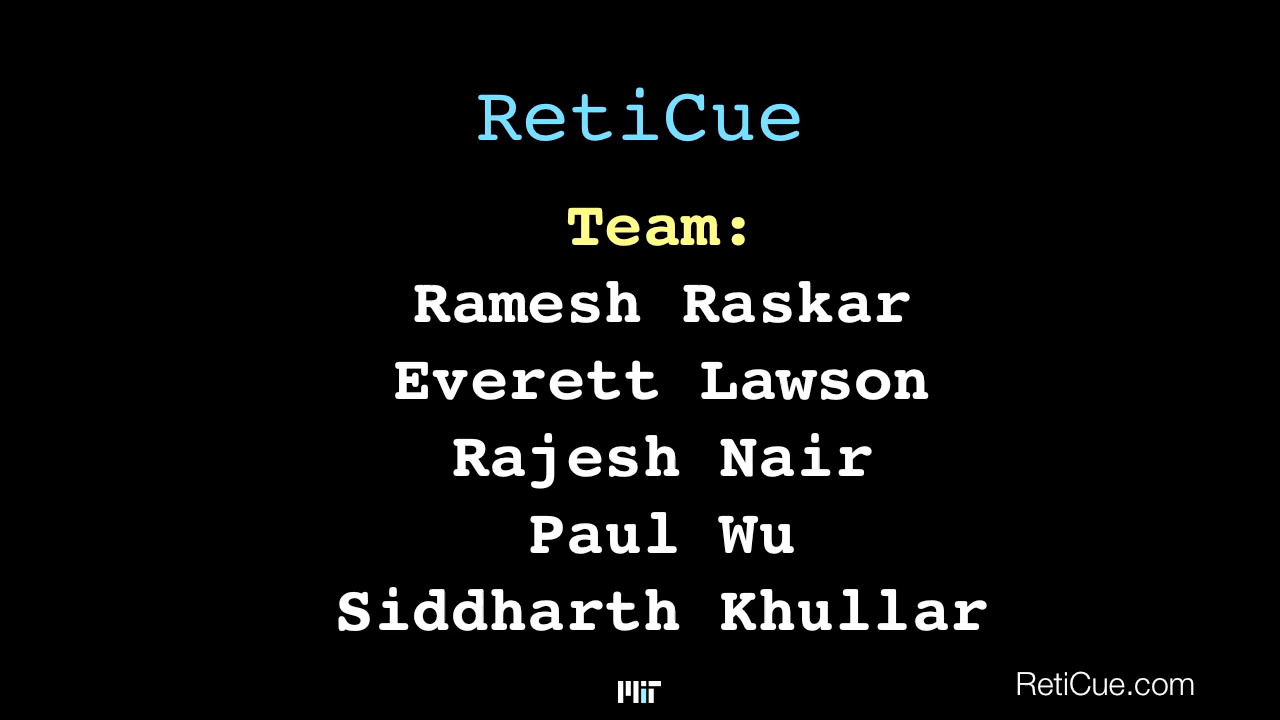 RetiCue
Team:
Ramesh Raskar
Everett Lawson
Rajesh Nair
Paul Wu
Siddharth Khullar
MIT
RetiCue.com